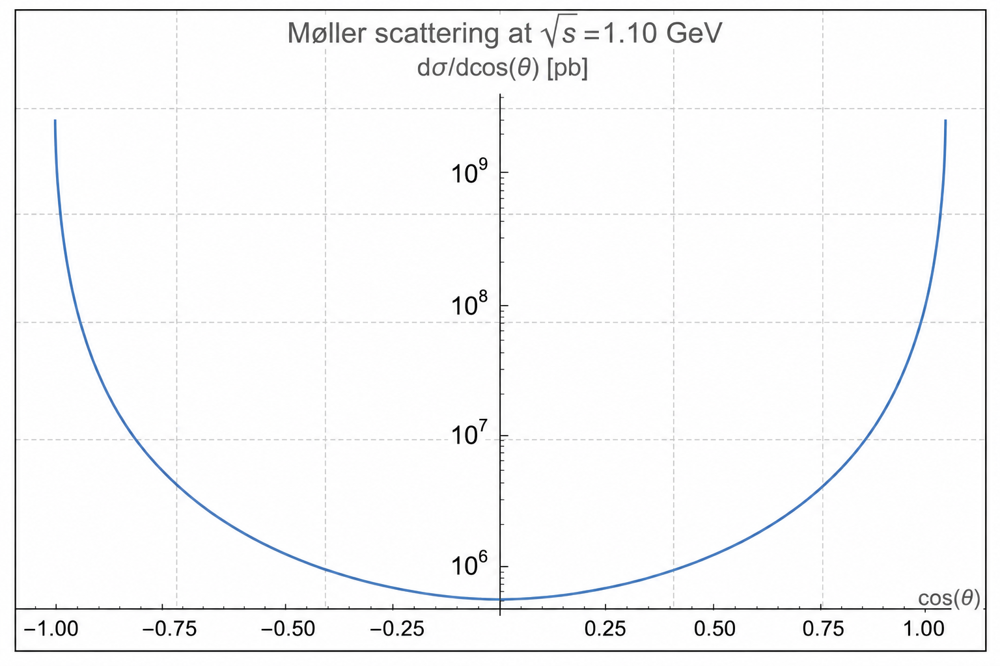 Møller scattering at √s =1.10 GeV
dσ/dcos(θ) [pb]
10⁹
10⁸
10⁷
10⁶
cos(θ)
−1.00 −0.75 −0.50 −0.25 0.25 0.50 0.75 1.00